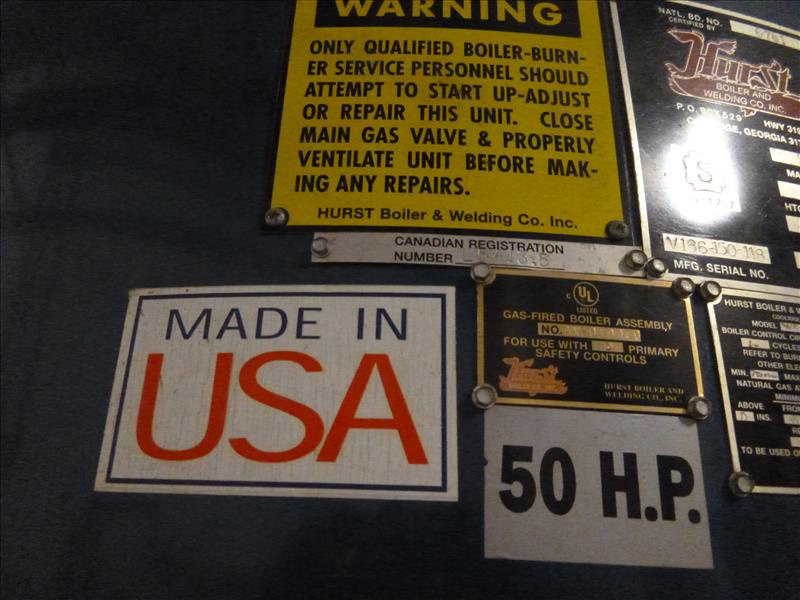 WARNING
ONLY QUALIFIED BOILER-BURN-
ER SERVICE PERSONNEL SHOULD
ATTEMPT TO START UP-ADJUST
OR REPAIR THIS UNIT. CLOSE
MAIN GAS VALVE & PROPERLY
VENTILATE UNIT BEFORE MAK-
ING ANY REPAIRS.
HURST Boiler & Welding Co. Inc.
CANADIAN REGISTRATION
NUMBER
MADE IN
USA
UL
LISTED
GAS-FIRED BOILER ASSEMBLY
NO.
FOR USE WITH PRIMARY
SAFETY CONTROLS
Hurst
BOILER CO., INC.
HURST BOILER AND
WELDING CO., INC.
50 H.P.
NATL. BD. NO.
CERTIFIED BY
Hurst
BOILER AND
WELDING CO. INC.
P. O. BOX 529 HWY 319
GEORGIA
S
MFG. SERIAL NO.
HURST BOILER &
MODEL
BOILER CONTROL
CYCLES
REFER TO
MIN.
NATURAL GAS
ABOVE
INS.
TO BE USED